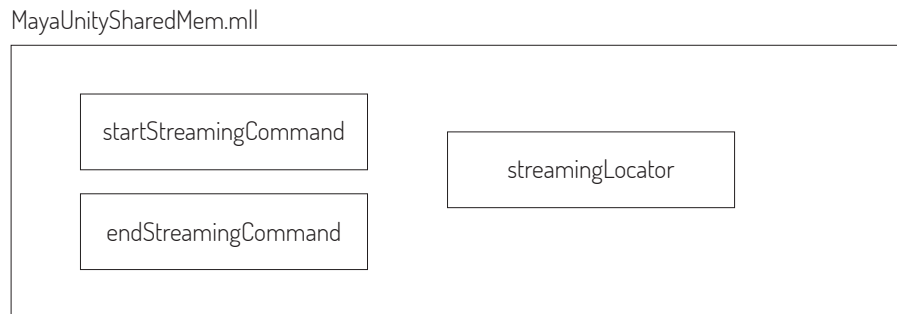 MayaUnitySharedMem.mll
startStreamingCommand
streamingLocator
endStreamingCommand